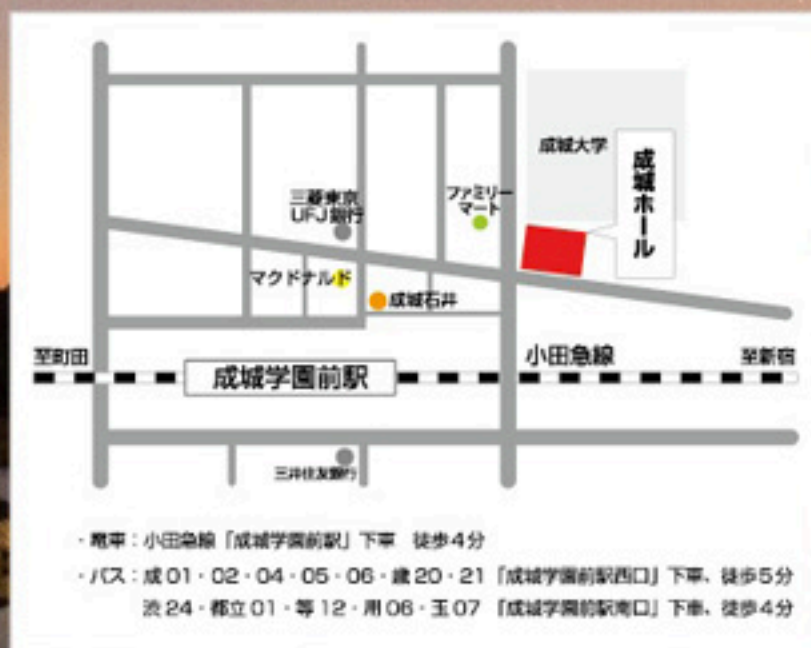 成城大学
成城ホール
三菱東京
UFJ銀行
ファミリー
マート
マクドナルド
成城石井
至町田
小田急線
至新宿
成城学園前駅
三井住友銀行
・電車：小田急線「成城学園前駅」下車 徒歩4分
・バス：成01・02・04・05・06・歳20・21「成城学園前駅西口」下車、徒歩5分
渋24・都立01・等12・用06・玉07「成城学園前駅南口」下車、徒歩4分